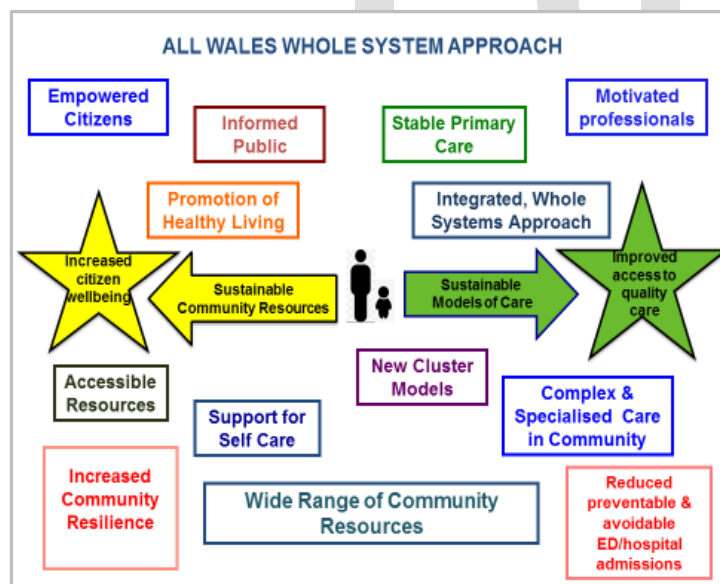 ALL WALES WHOLE SYSTEM APPROACH
Empowered
Citizens
Informed
Public
Stable Primary
Care
Motivated
professionals
Promotion of
Healthy Living
Integrated, Whole
Systems Approach
Increased
citizen
wellbeing
Sustainable
Community Resources
Sustainable
Models of Care
Improved
access to
quality
care
Accessible
Resources
Support for
Self Care
New Cluster
Models
Complex &
Specialised Care
in Community
Increased
Community
Resilience
Wide Range of Community
Resources
Reduced
preventable &
avoidable
ED/hospital
admissions